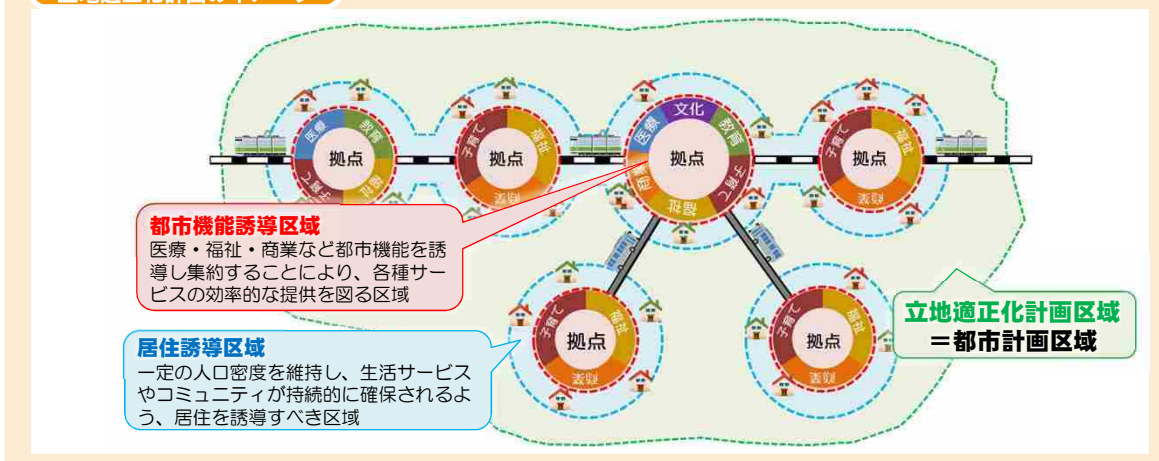 医療
教育
福祉
子育て
拠点
子育て
福祉
商業
拠点
文化
医療
教育
子育て
福祉
商業
拠点
子育て
福祉
商業
拠点
都市機能誘導区域
医療・福祉・商業など都市機能を誘
導し集約することにより、各種サー
ビスの効率的な提供を図る区域
子育て
福祉
商業
拠点
子育て
福祉
商業
拠点
立地適正化計画区域
＝都市計画区域
居住誘導区域
一定の人口密度を維持し、生活サービス
やコミュニティが持続的に確保されるよ
う、居住を誘導すべき区域